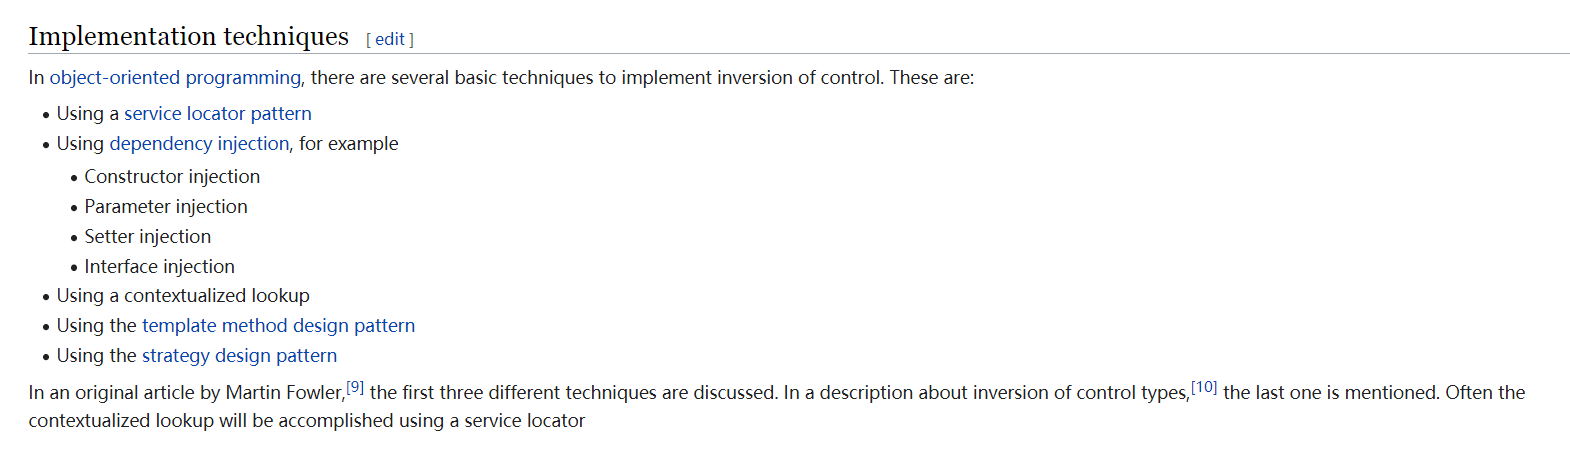 Implementation techniques [ edit ]
In object-oriented programming, there are several basic techniques to implement inversion of control. These are:
• Using a service locator pattern
• Using dependency injection, for example
• Constructor injection
• Parameter injection
• Setter injection
• Interface injection
• Using a contextualized lookup
• Using the template method design pattern
• Using the strategy design pattern
In an original article by Martin Fowler,[9] the first three different techniques are discussed. In a description about inversion of control types,[10] the last one is mentioned. Often the
contextualized lookup will be accomplished using a service locator